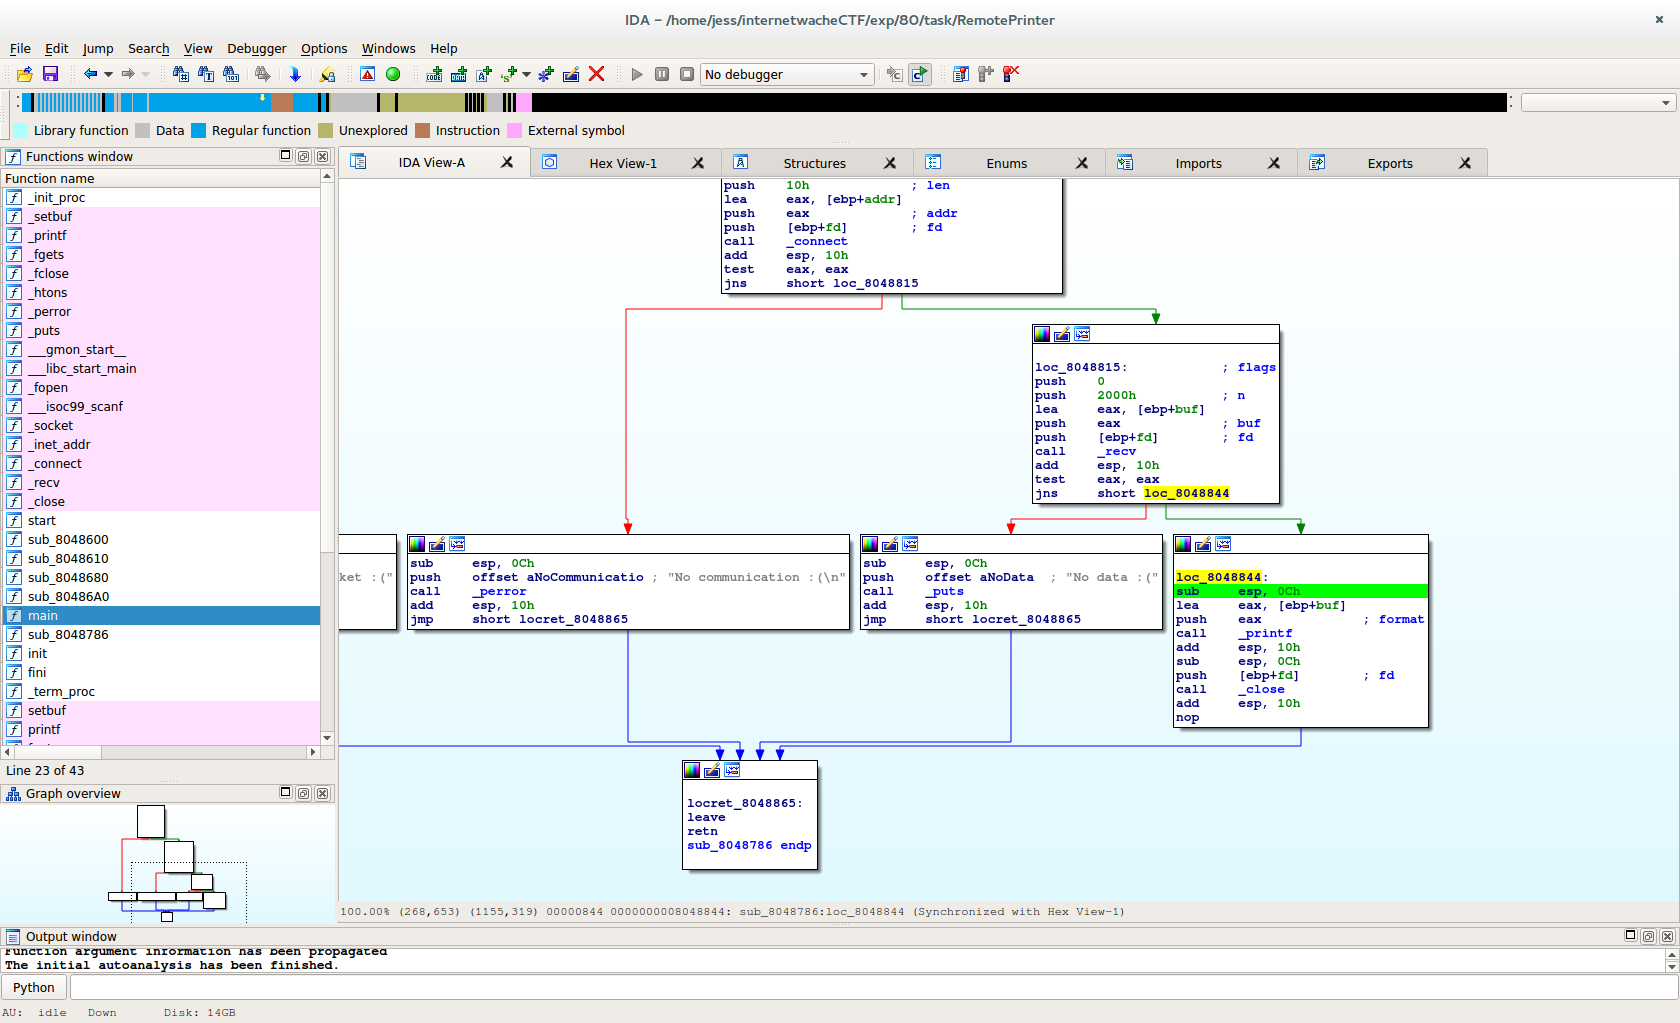 IDA – /home/jess/internetwacheCTF/exp/80/task/RemotePrinter
File Edit Jump Search View Debugger Options Windows Help
No debugger
Library function Data Regular function Unexplored Instruction External symbol
Functions window
Function name
_init_proc
_setbuf
_printf
_fgets
_fclose
_htons
_perror
_puts
___gmon_start__
___libc_start_main
_fopen
___isoc99_scanf
_socket
_inet_addr
_connect
_recv
_close
start
sub_8048600
sub_8048610
sub_8048680
sub_80486A0
main
sub_8048786
init
fini
_term_proc
setbuf
printf
Line 23 of 43
Graph overview
IDA View-A Hex View-1 Structures Enums Imports Exports
push 10h ; len
lea eax, [ebp+addr]
push eax ; addr
push [ebp+fd] ; fd
call _connect
add esp, 10h
test eax, eax
jns short loc_8048815
loc_8048815: ; flags
push 0
push 2000h ; n
lea eax, [ebp+buf]
push eax ; buf
push [ebp+fd] ; fd
call _recv
add esp, 10h
test eax, eax
jns short loc_8048844
ket :("
sub esp, 0Ch
push offset aNoCommunicatio ; "No communication :(\n"
call _perror
add esp, 10h
jmp short locret_8048865
sub esp, 0Ch
push offset aNoData ; "No data :("
call _puts
add esp, 10h
jmp short locret_8048865
loc_8048844:
sub esp, 0Ch
lea eax, [ebp+buf]
push eax ; format
call _printf
add esp, 10h
sub esp, 0Ch
push [ebp+fd] ; fd
call _close
add esp, 10h
nop
locret_8048865:
leave
retn
sub_8048786 endp
100.00% (268,653) (1155,319) 00000844 0000000008048844: sub_8048786:loc_8048844 (Synchronized with Hex View-1)
Output window
Function argument information has been propagated
The initial autoanalysis has been finished.
Python
AU: idle Down Disk: 14GB